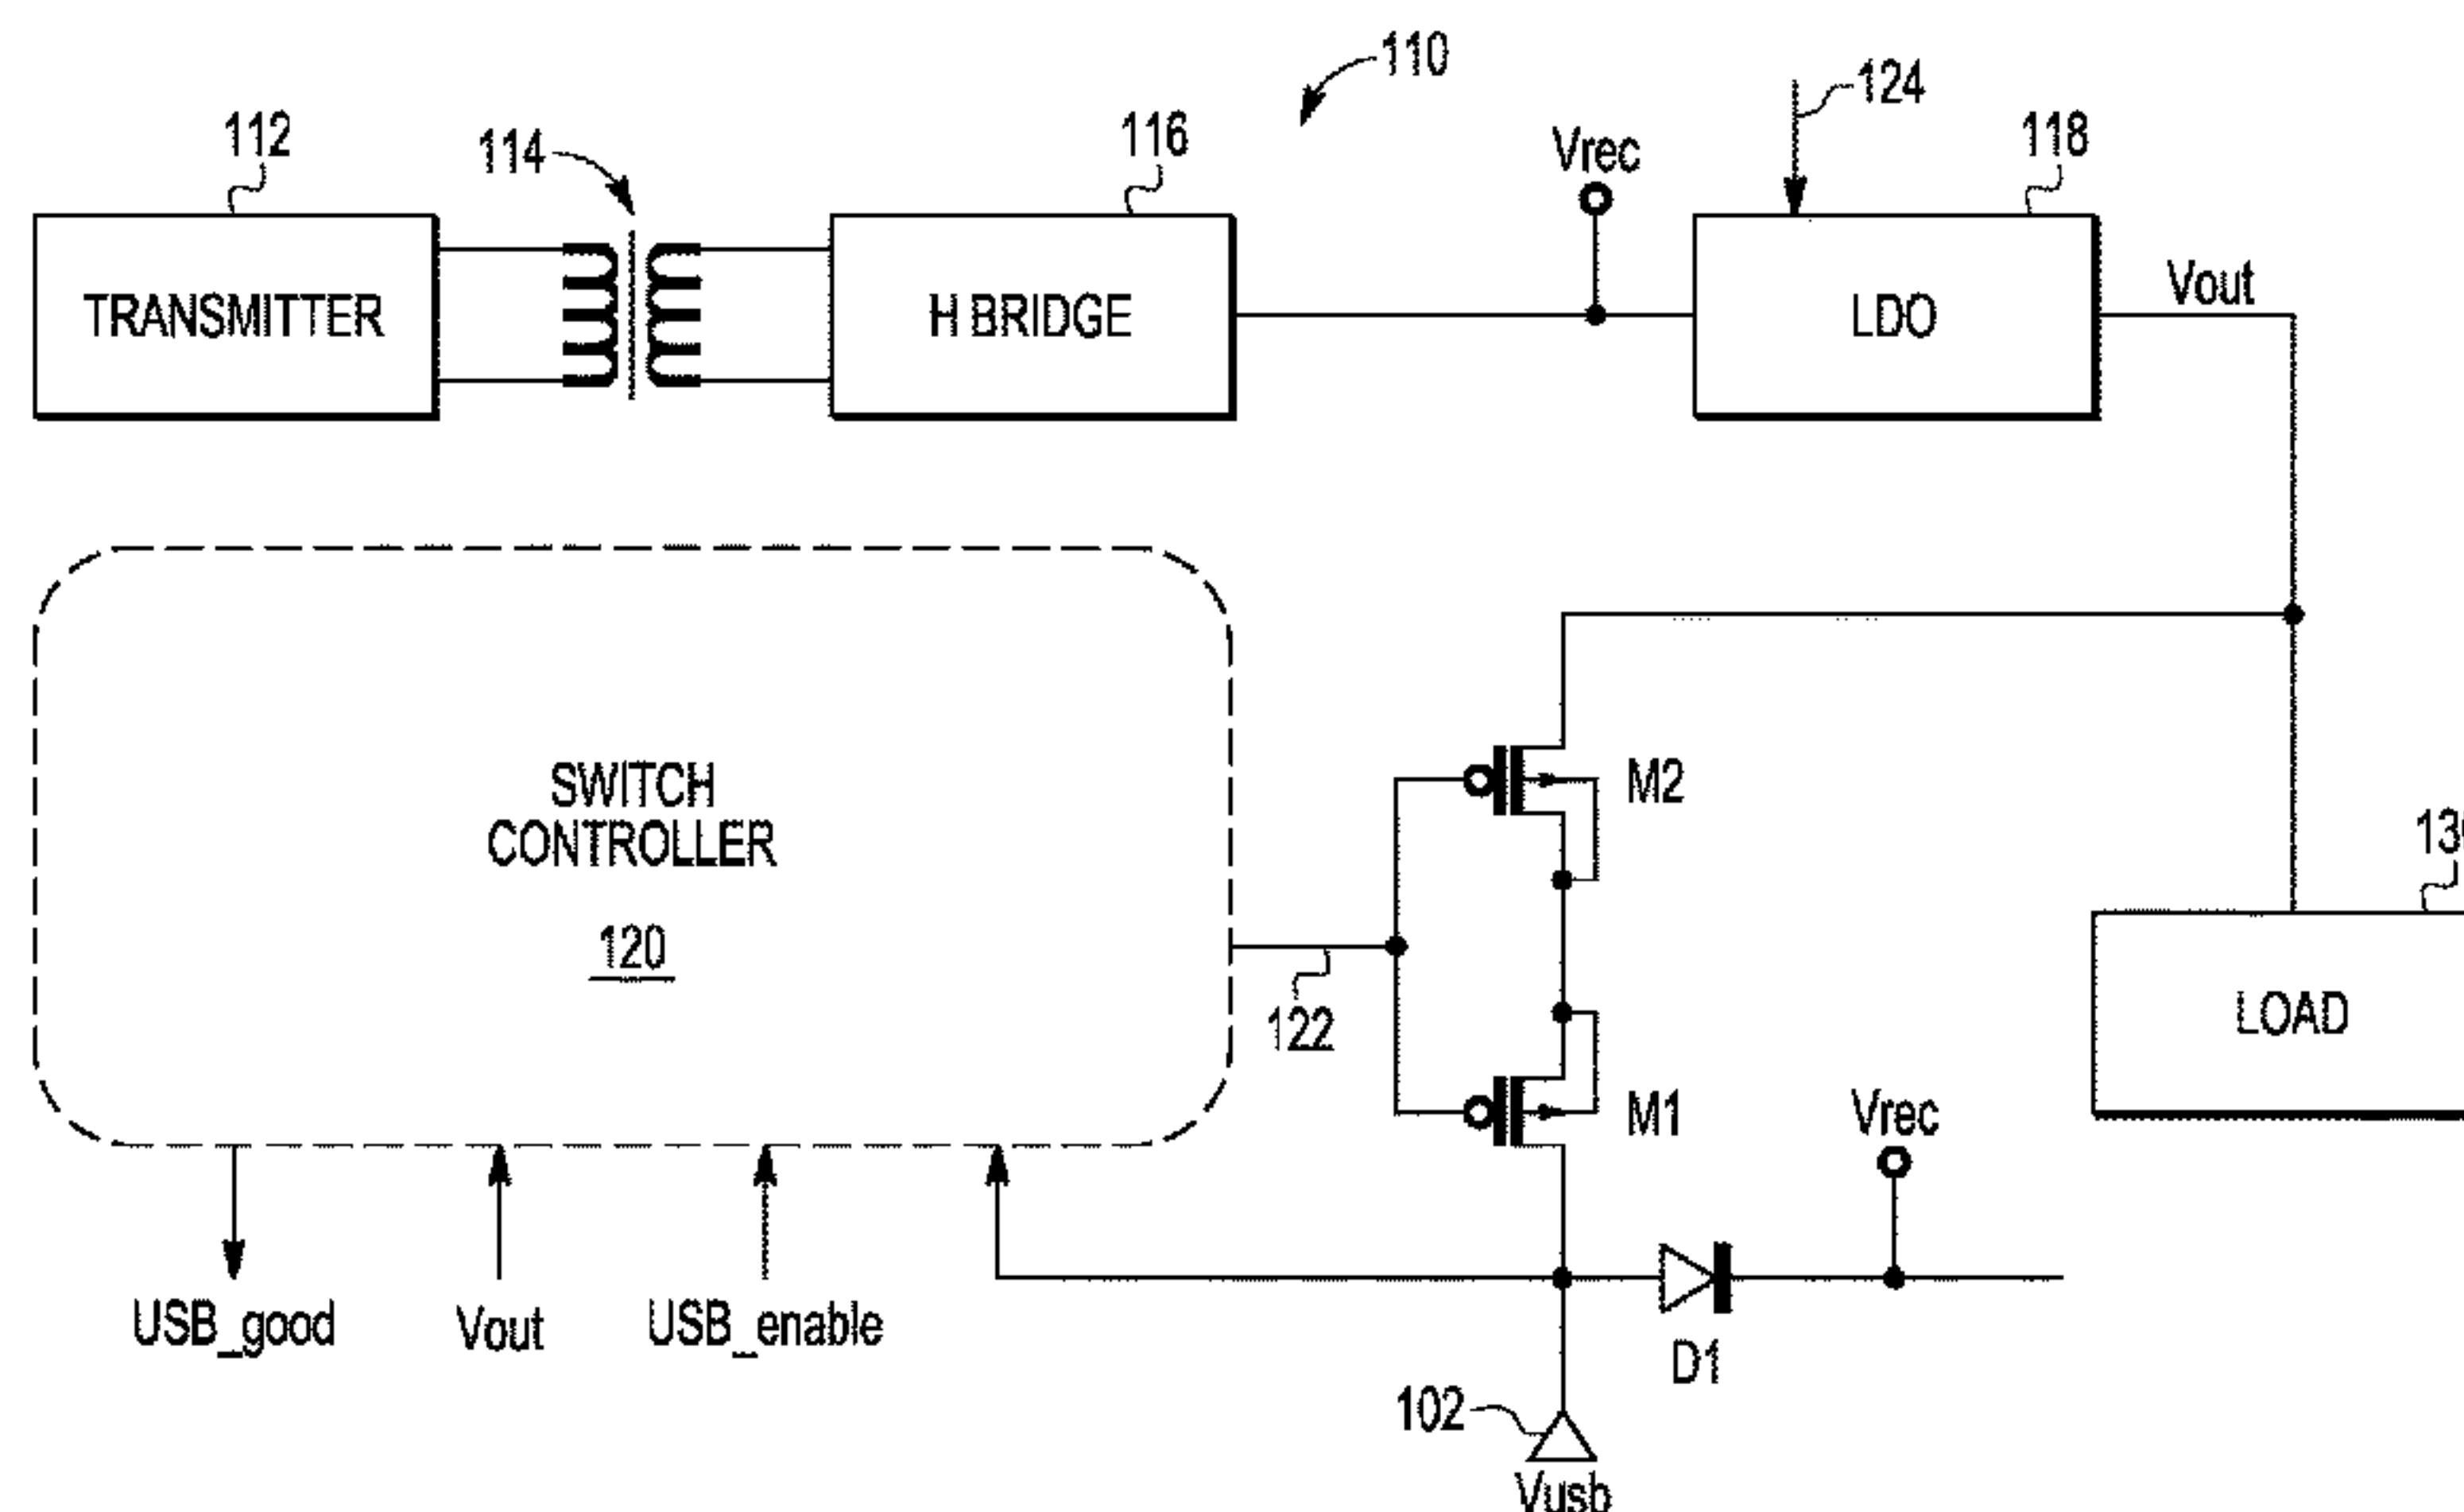 110
124
112
114
116
Vrec
118
TRANSMITTER
H BRIDGE
LDO
Vout
SWITCH
CONTROLLER
120
122
M2
M1
Vrec
LOAD
USB_good
Vout
USB_enable
D1
102
Vusb